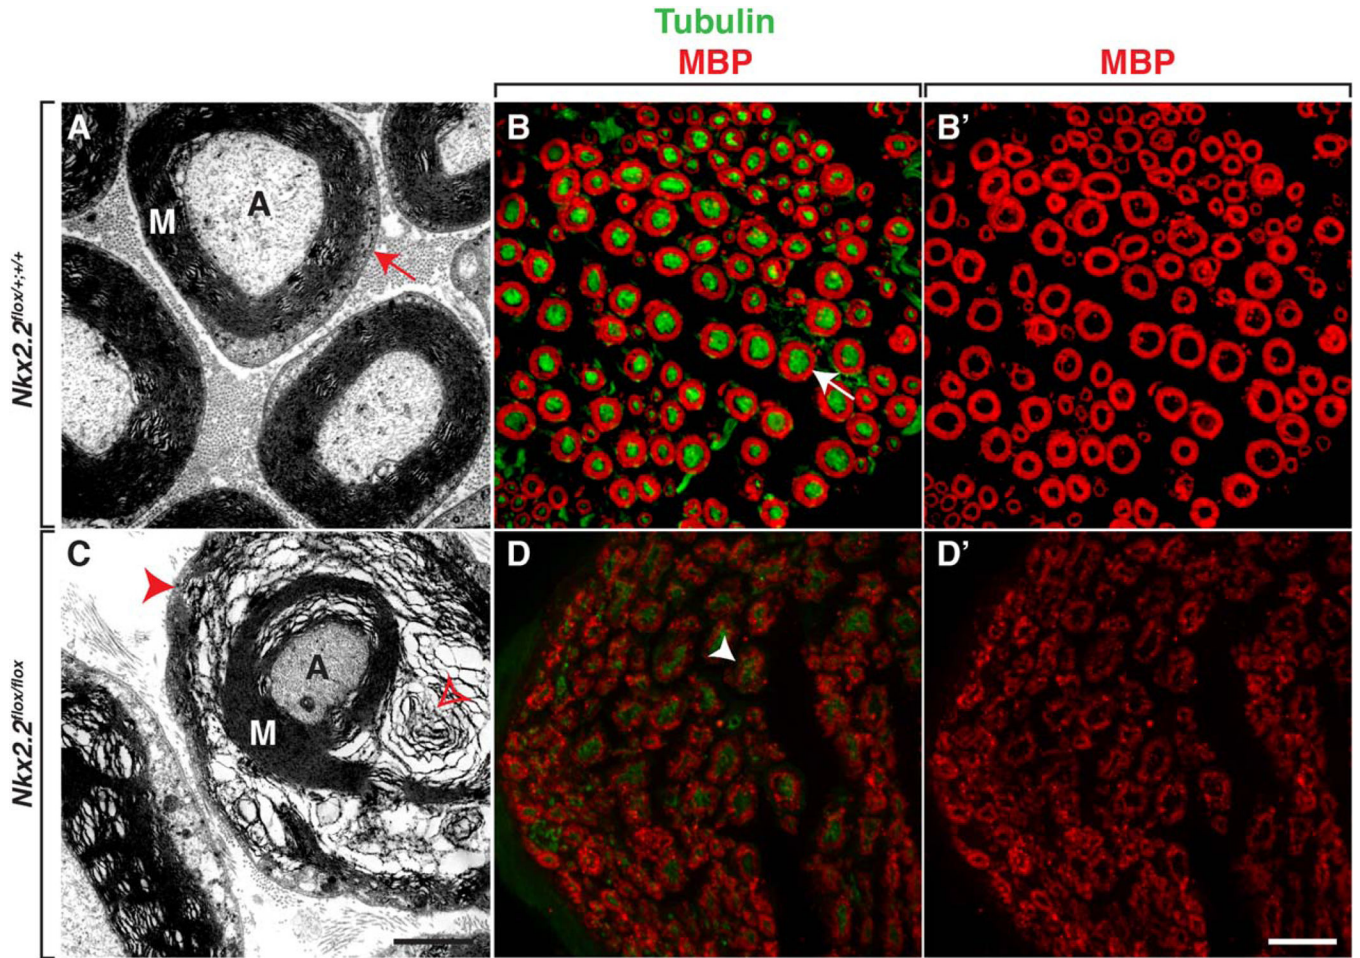 Tubulin
MBP
MBP
Nkx2.2flox/+;+/+
A
M
A
B
B’
Nkx2.2flox/flox
C
A
M
D
D’